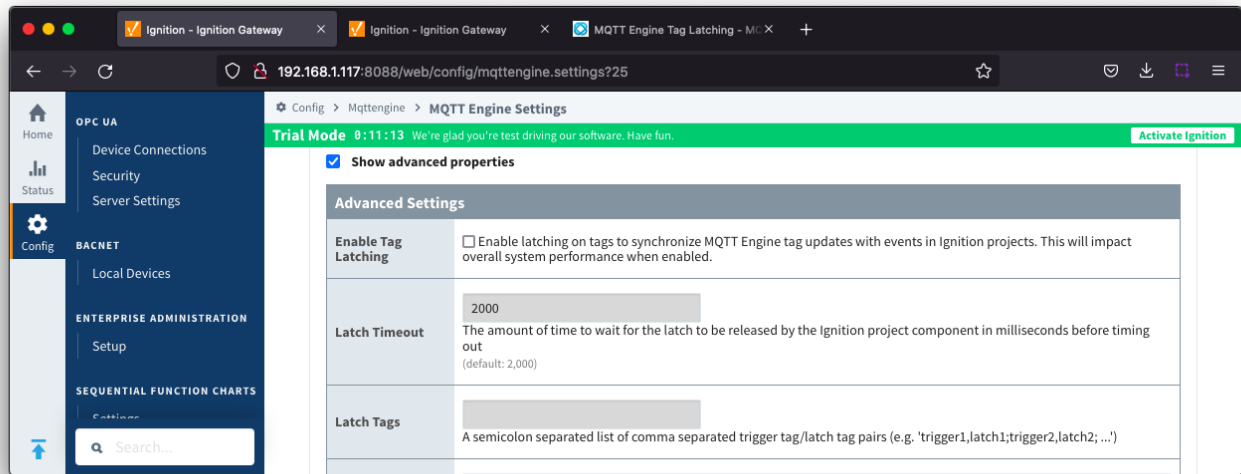 Ignition - Ignition Gateway
Ignition - Ignition Gateway
MQTT Engine Tag Latching - MC
192.168.1.117:8088/web/config/mqttengine.settings?25
Home
Status
Config
OPC UA
Device Connections
Security
Server Settings
BACNET
Local Devices
ENTERPRISE ADMINISTRATION
Setup
SEQUENTIAL FUNCTION CHARTS
Settings
Search...
Config > Mqttengine > MQTT Engine Settings
Trial Mode 0:11:13 We're glad you're test driving our software. Have fun.
Activate Ignition
Show advanced properties
Advanced Settings
Enable Tag
Latching
Enable latching on tags to synchronize MQTT Engine tag updates with events in Ignition projects. This will impact
overall system performance when enabled.
Latch Timeout
2000
The amount of time to wait for the latch to be released by the Ignition project component in milliseconds before timing
out
(default: 2,000)
Latch Tags
A semicolon separated list of comma separated trigger tag/latch tag pairs (e.g. 'trigger1,latch1;trigger2,latch2; ...')